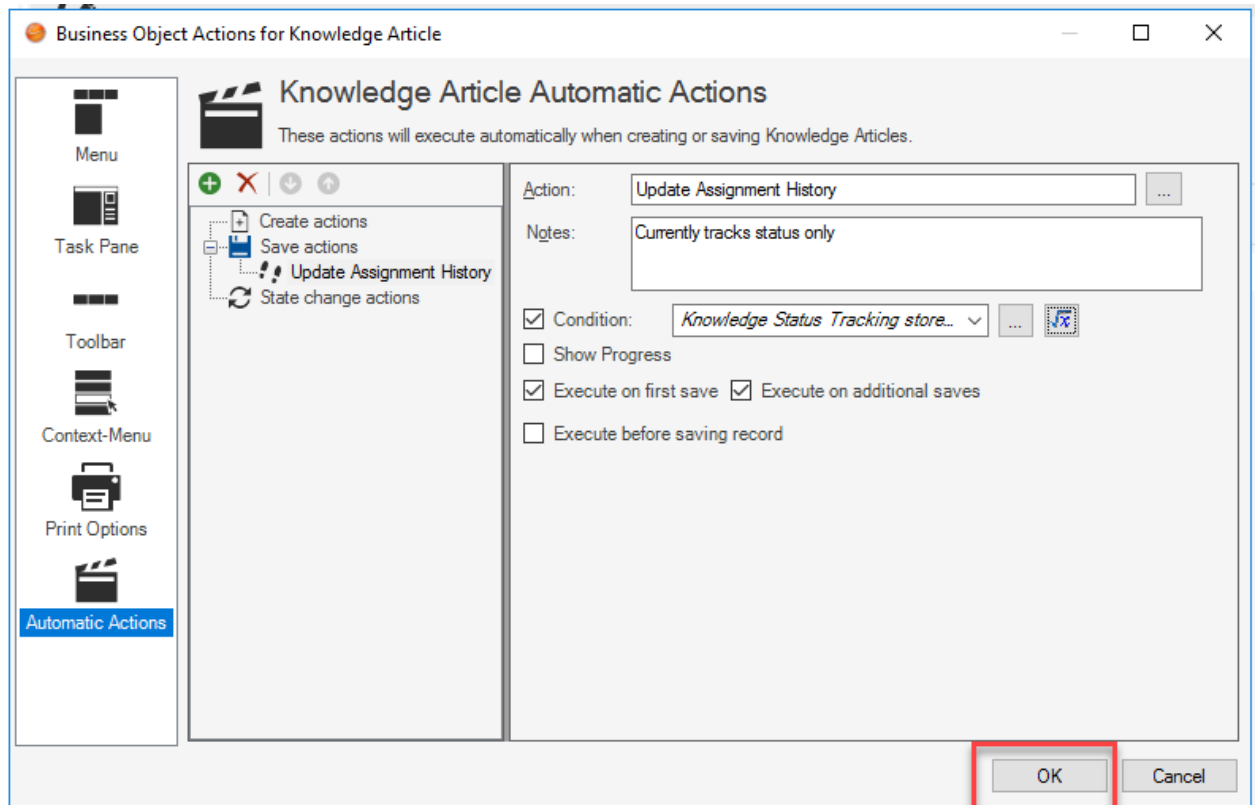 Business Object Actions for Knowledge Article
Menu
Task Pane
Toolbar
Context-Menu
Print Options
Automatic Actions
Knowledge Article Automatic Actions
These actions will execute automatically when creating or saving Knowledge Articles.
Create actions
Save actions
Update Assignment History
State change actions
Action: Update Assignment History ...
Notes: Currently tracks status only
Condition: Knowledge Status Tracking store... ...
Show Progress
Execute on first save Execute on additional saves
Execute before saving record
OK Cancel